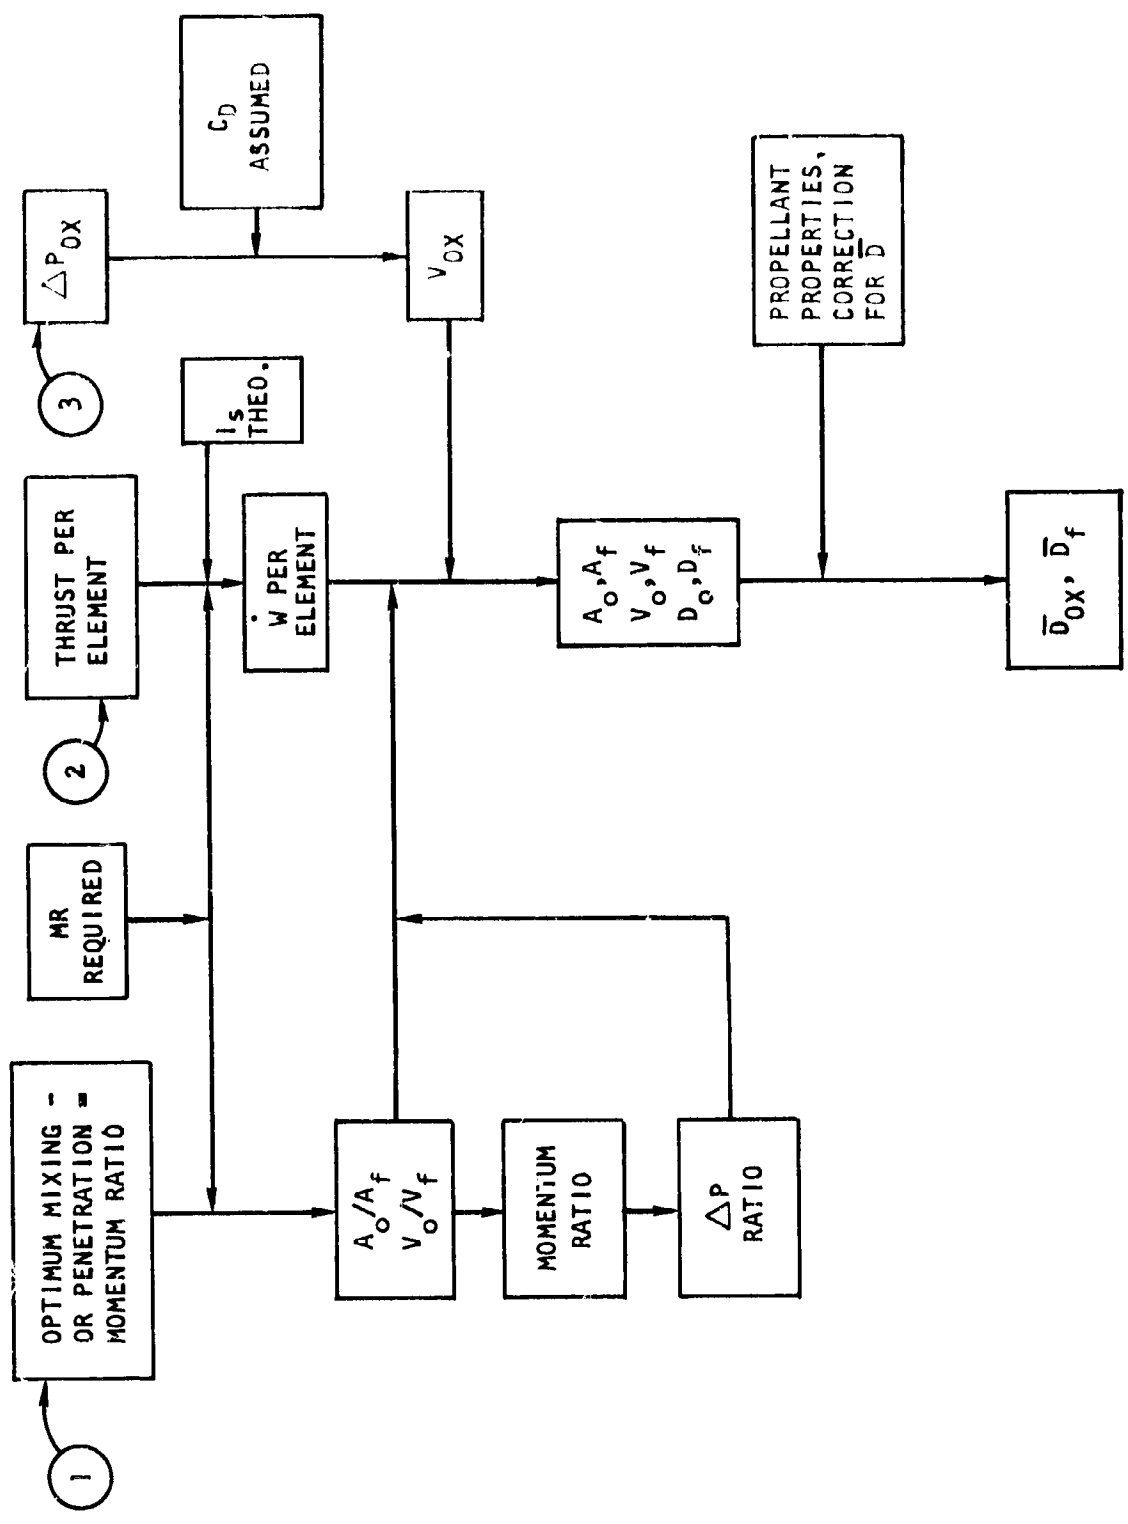 1
OPTIMUM MIXING -
OR PENETRATION =
MOMENTUM RATIO
MR
REQUIRED
2
THRUST PER
ELEMENT
3
△P_OX
I_S
THEO.
C_D
ASSUMED
Ẇ PER
ELEMENT
V_OX
A_O/A_f
V_O/V_f
MOMENTUM
RATIO
△P
RATIO
A_O, A_f
V_O, V_f
D_O, D_f
PROPELLANT
PROPERTIES,
CORRECTION
FOR D̅
D̅_OX, D̅_f